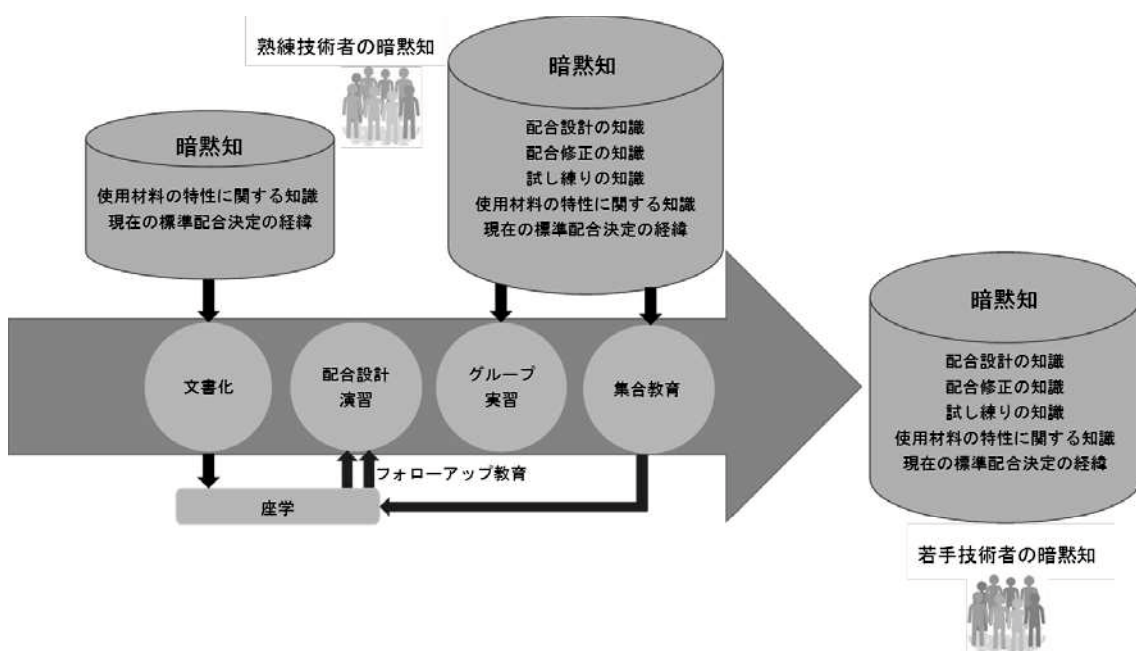 熟練技術者の暗黙知
暗黙知
使用材料の特性に関する知識
現在の標準配合決定の経緯
暗黙知
配合設計の知識
配合修正の知識
試し練りの知識
使用材料の特性に関する知識
現在の標準配合決定の経緯
文書化
配合設計
演習
グループ
実習
集合教育
フォローアップ教育
座学
暗黙知
配合設計の知識
配合修正の知識
試し練りの知識
使用材料の特性に関する知識
現在の標準配合決定の経緯
若手技術者の暗黙知